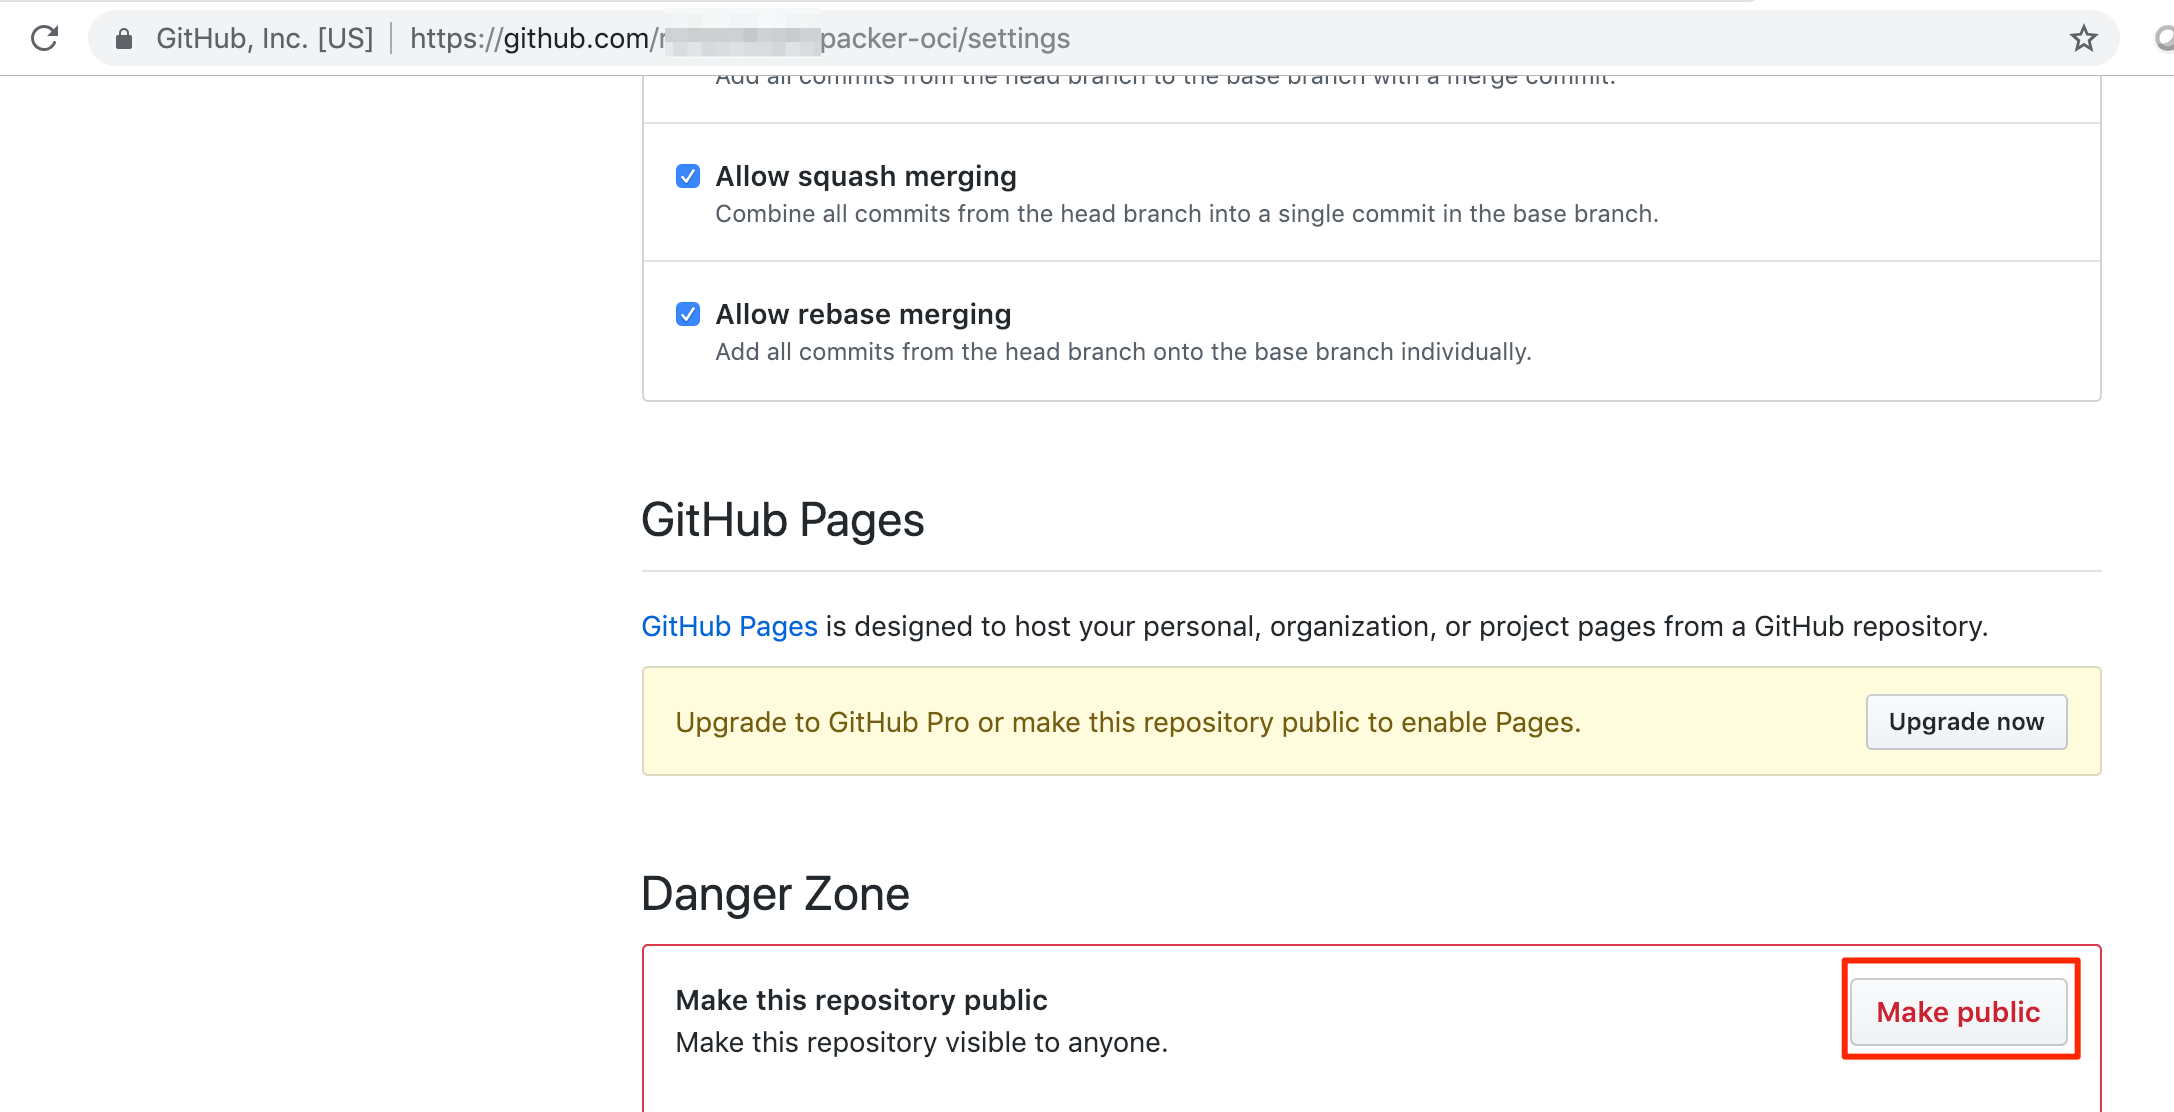 GitHub, Inc. [US] https://github.com/ packer-oci/settings
Add all commits from the head branch to the base branch with a merge commit.
Allow squash merging
Combine all commits from the head branch into a single commit in the base branch.
Allow rebase merging
Add all commits from the head branch onto the base branch individually.
GitHub Pages
GitHub Pages is designed to host your personal, organization, or project pages from a GitHub repository.
Upgrade to GitHub Pro or make this repository public to enable Pages.
Upgrade now
Danger Zone
Make this repository public
Make public
Make this repository visible to anyone.